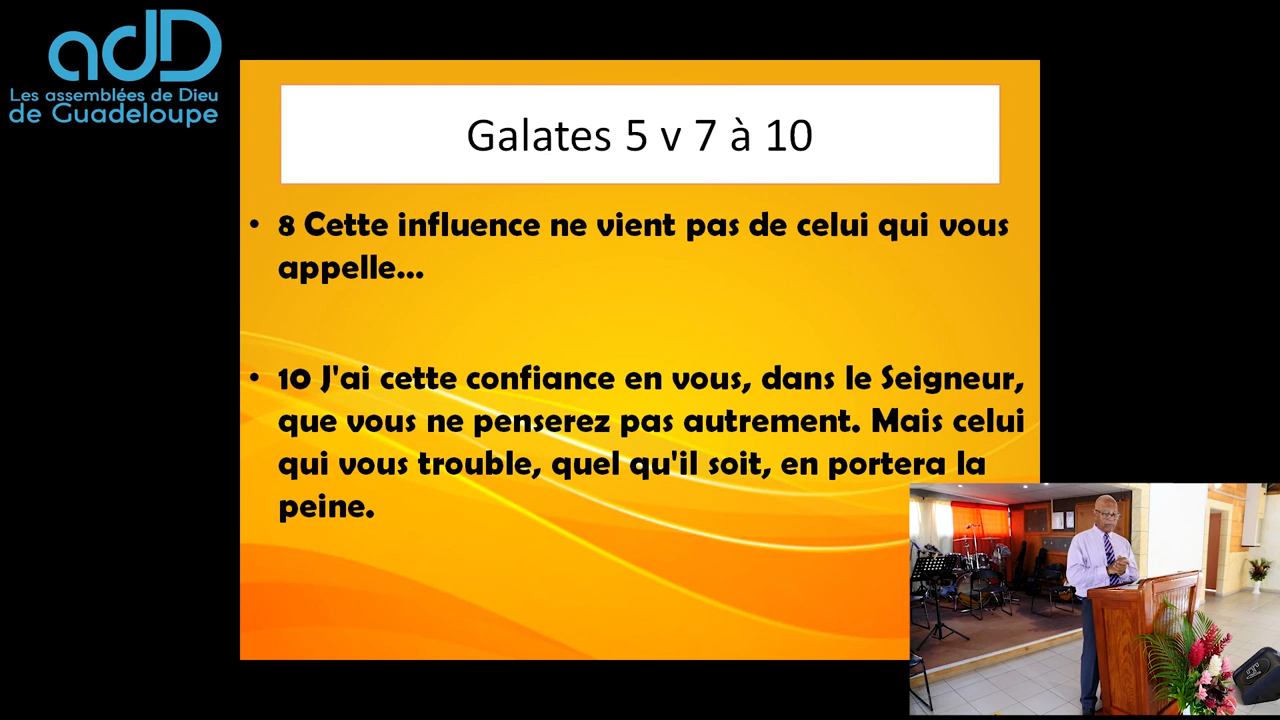 adD
Les assemblées de Dieu
de Guadeloupe
Galates 5 v 7 à 10
• 8 Cette influence ne vient pas de celui qui vous
appelle...
• 10 J'ai cette confiance en vous, dans le Seigneur,
que vous ne penserez pas autrement. Mais celui
qui vous trouble, quel qu'il soit, en portera la
peine.